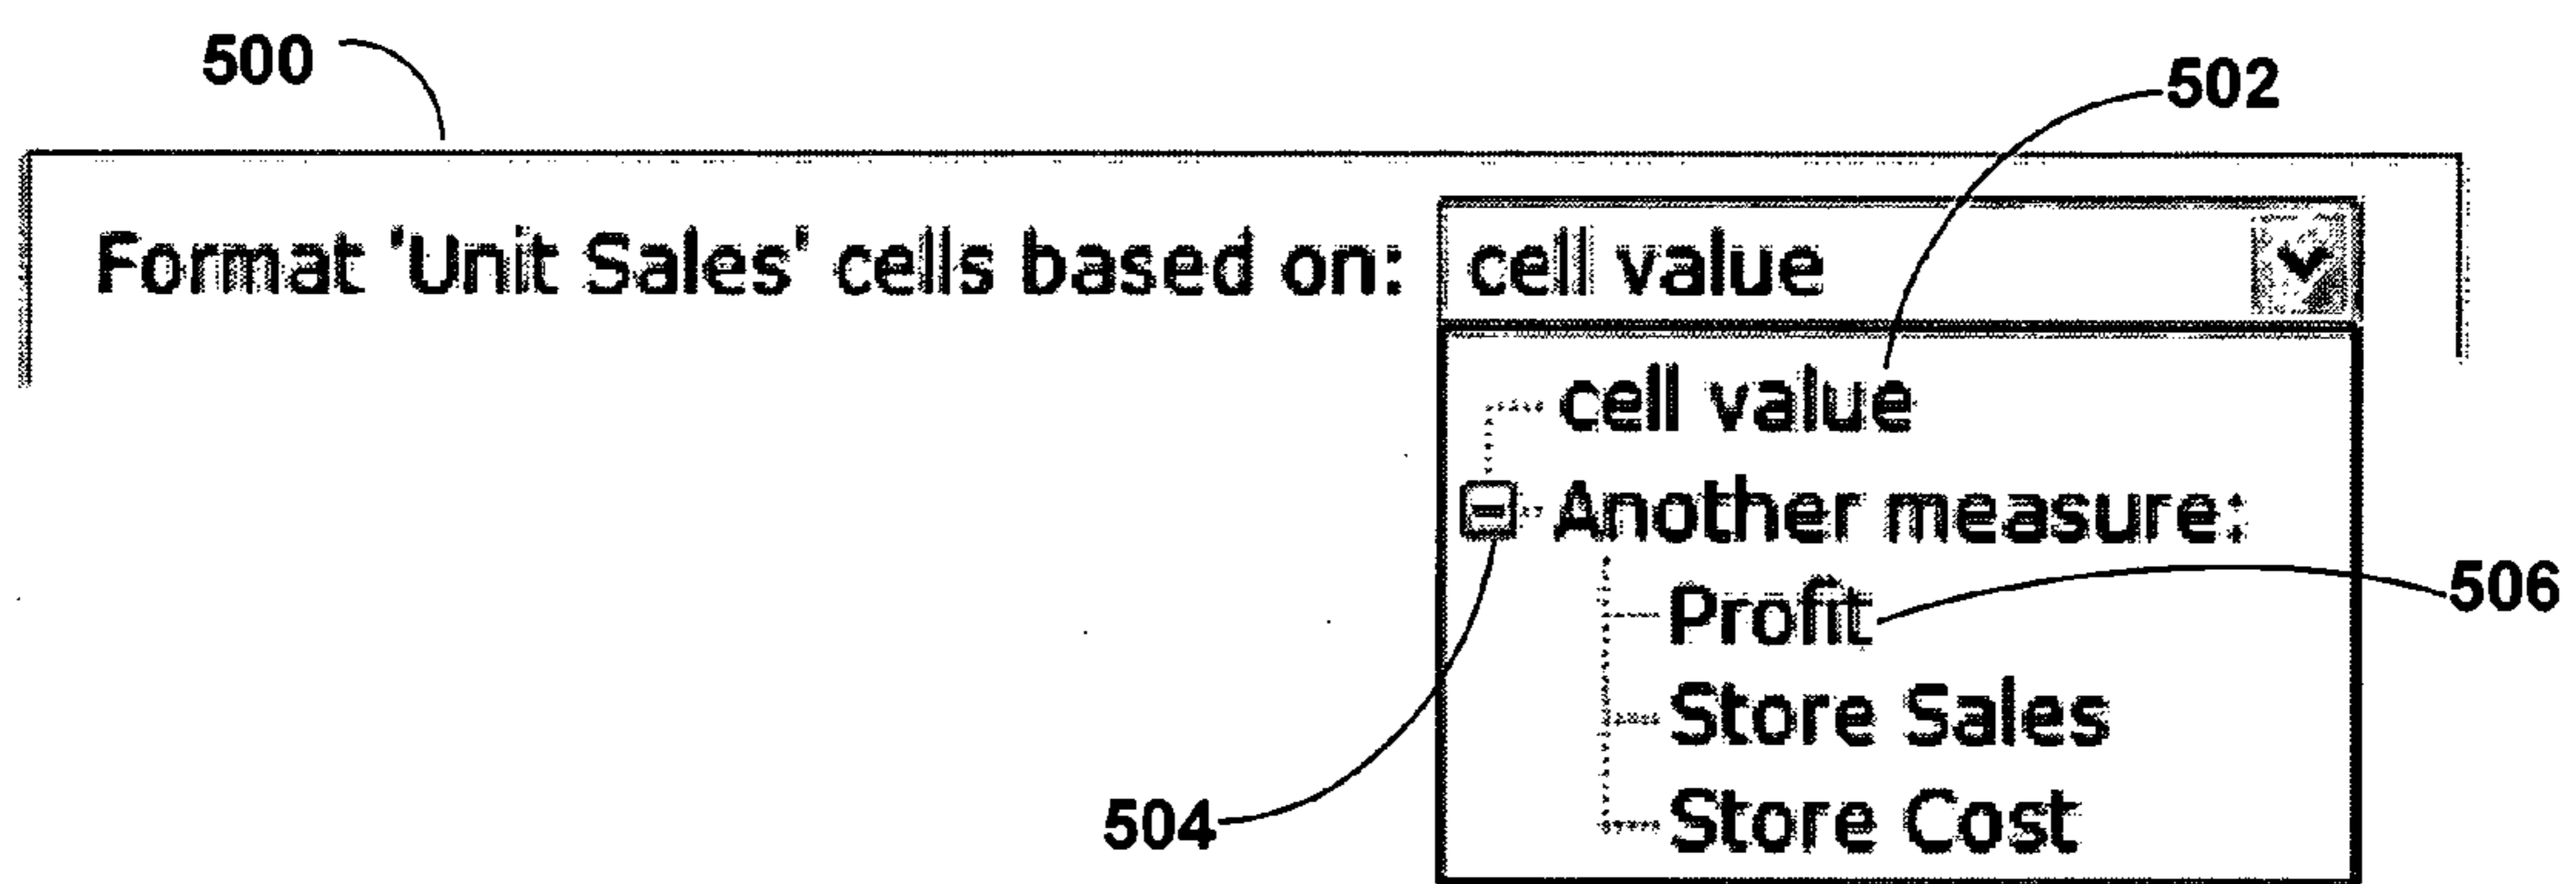 500
502
Format 'Unit Sales' cells based on: cell value
cell value
Another measure:
Profit
506
Store Sales
504
Store Cost